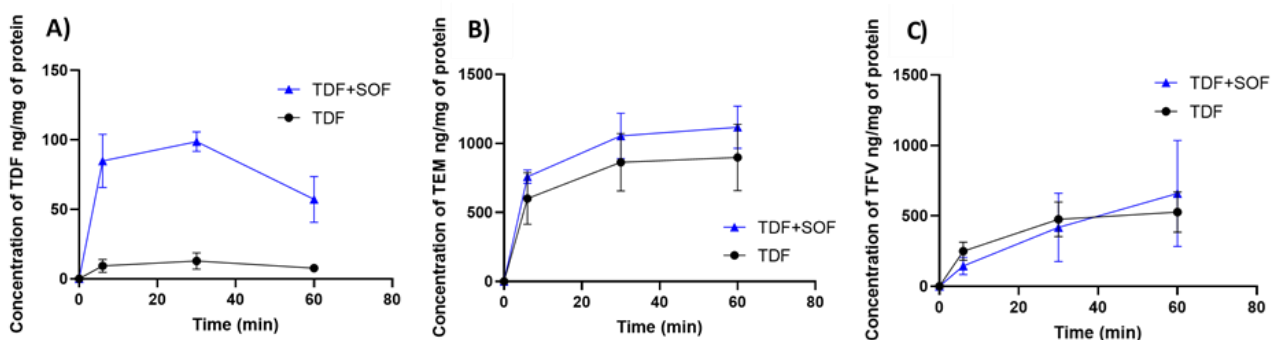 A)
Concentration of TDF ng/mg of protein
150
100
50
0
0 20 40 60 80
Time (min)
TDF+SOF
TDF
B)
Concentration of TEM ng/mg of protein
1500
1000
500
0
0 20 40 60 80
Time (min)
TDF+SOF
TDF
C)
Concentration of TFV ng/mg of protein
1500
1000
500
0
0 20 40 60 80
Time (min)
TDF+SOF
TDF